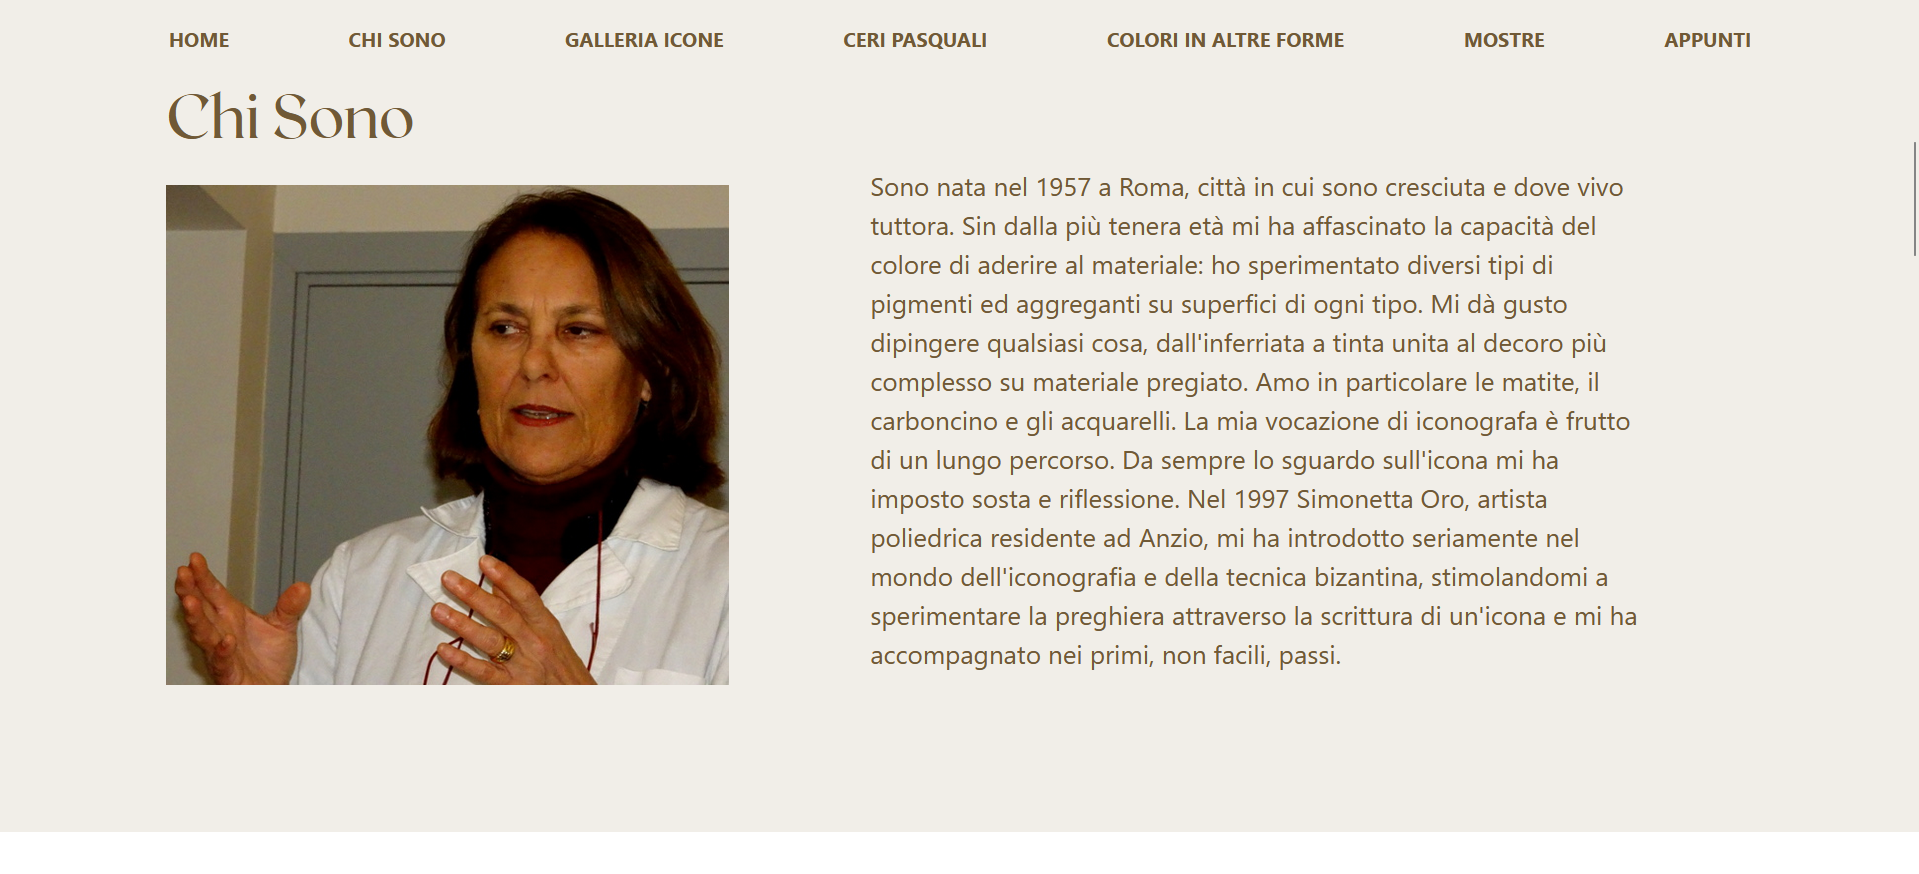 HOME CHI SONO GALLERIA ICONE CERI PASQUALI COLORI IN ALTRE FORME MOSTRE APPUNTI
Chi Sono
Sono nata nel 1957 a Roma, città in cui sono cresciuta e dove vivo
tuttora. Sin dalla più tenera età mi ha affascinato la capacità del
colore di aderire al materiale: ho sperimentato diversi tipi di
pigmenti ed aggreganti su superfici di ogni tipo. Mi dà gusto
dipingere qualsiasi cosa, dall'inferriata a tinta unita al decoro più
complesso su materiale pregiato. Amo in particolare le matite, il
carboncino e gli acquarelli. La mia vocazione di iconografa è frutto
di un lungo percorso. Da sempre lo sguardo sull'icona mi ha
imposto sosta e riflessione. Nel 1997 Simonetta Oro, artista
poliedrica residente ad Anzio, mi ha introdotto seriamente nel
mondo dell'iconografia e della tecnica bizantina, stimolandomi a
sperimentare la preghiera attraverso la scrittura di un'icona e mi ha
accompagnato nei primi, non facili, passi.